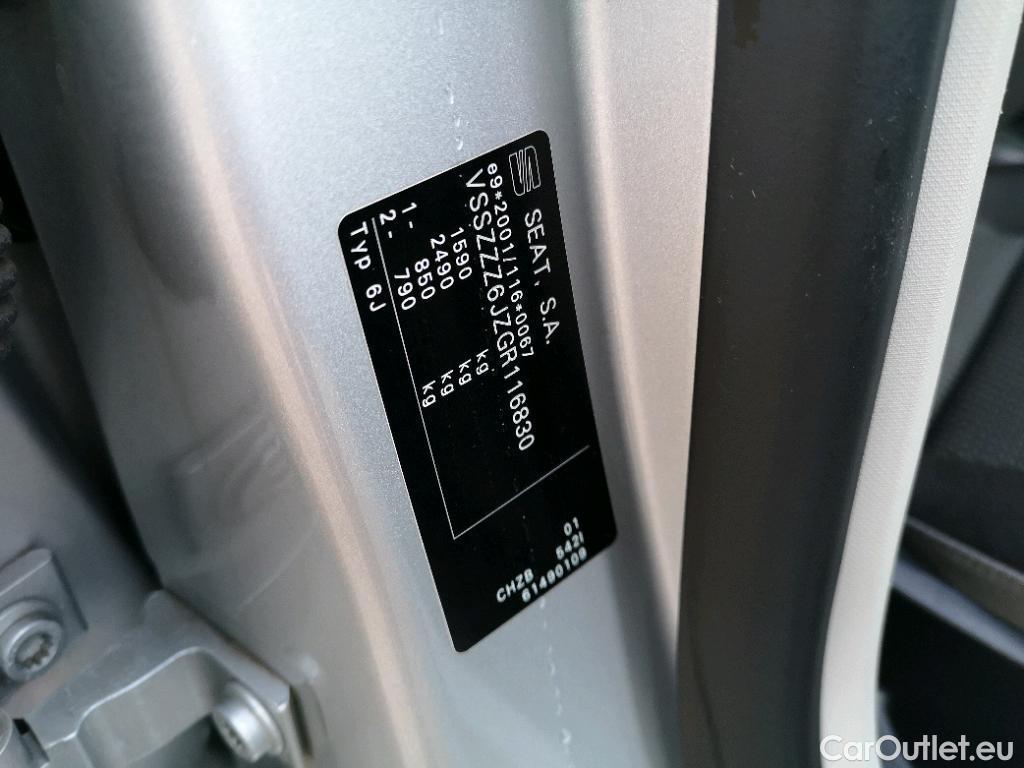 SEAT, S.A.
e9*2001/116*0067
VSSZZZ6JZGR116830
1590 kg
2490 kg
1- 850 kg
2- 790 kg
Typ 6J
01
542I
61490109
CHZB
CarOutlet.eu